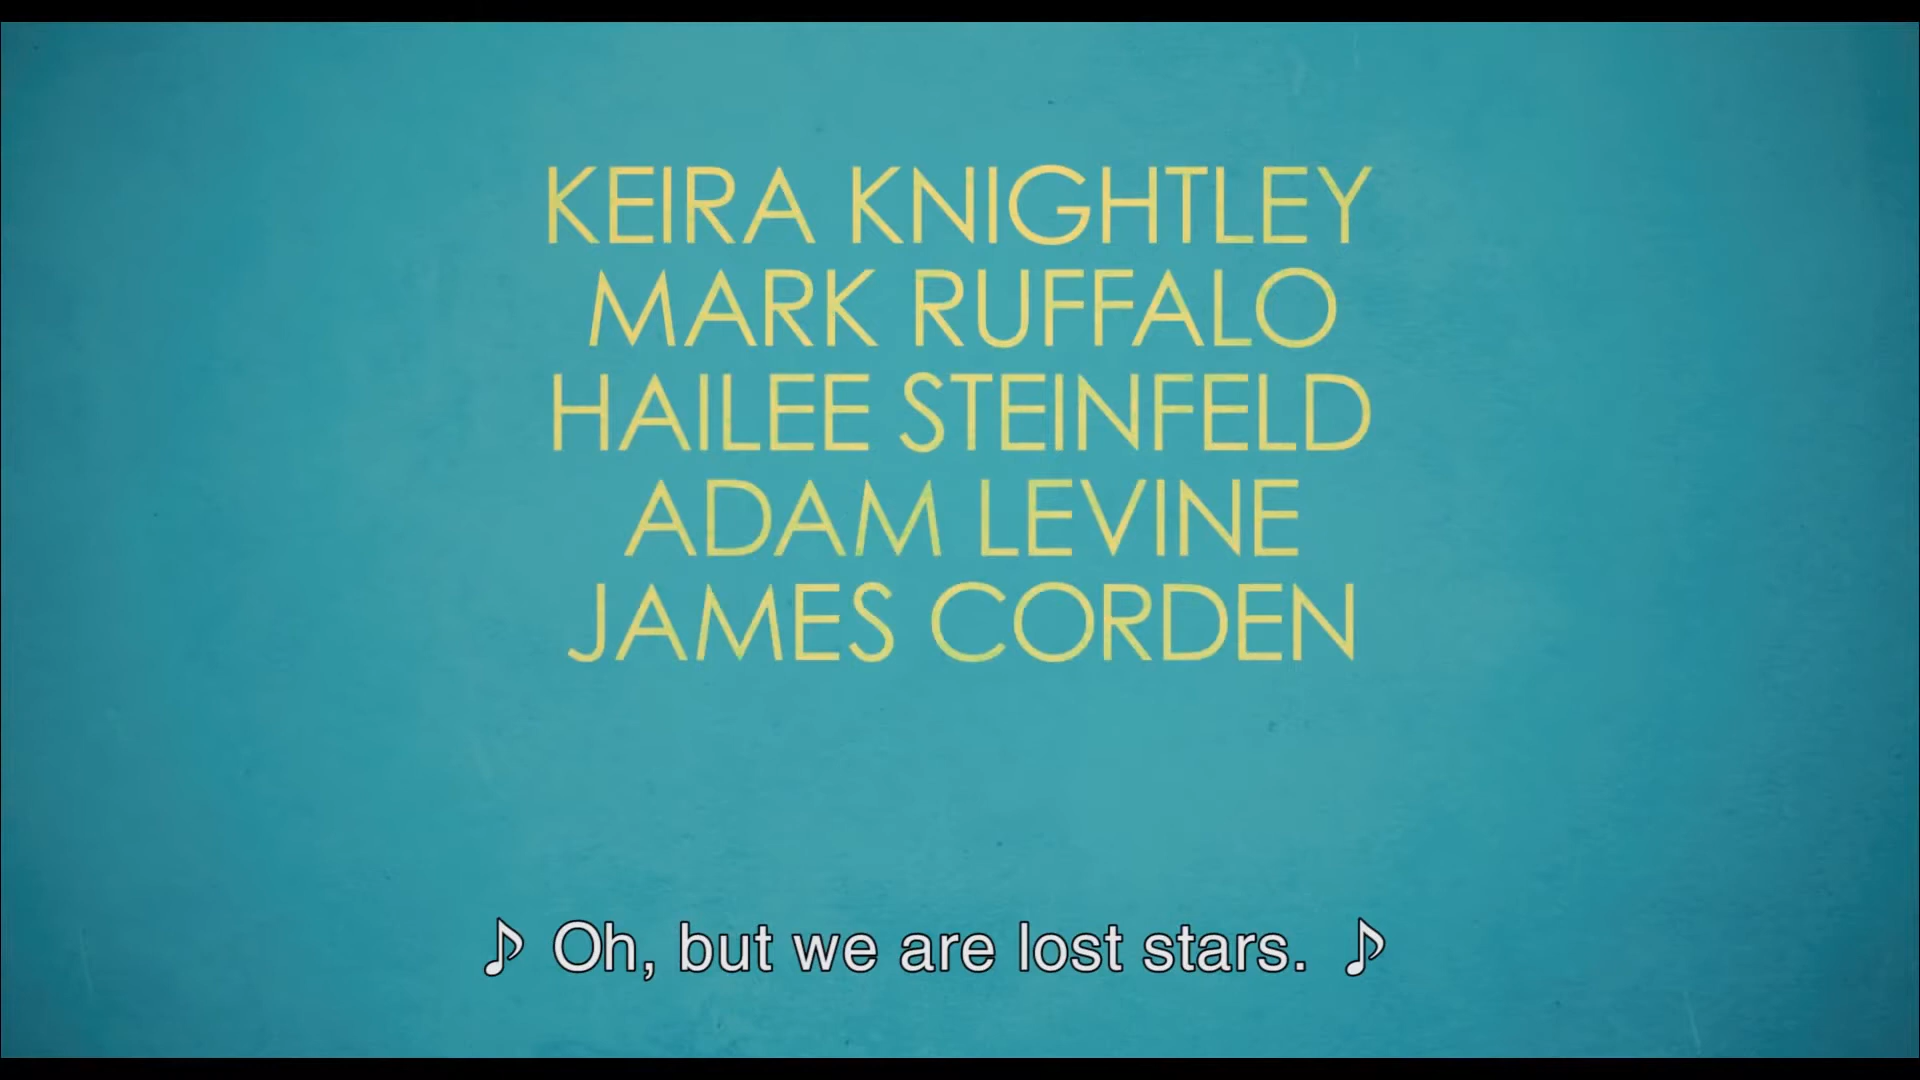 KEIRA KNIGHTLEY
MARK RUFFALO
HAILEE STEINFELD
ADAM LEVINE
JAMES CORDEN
♪ Oh, but we are lost stars. ♪